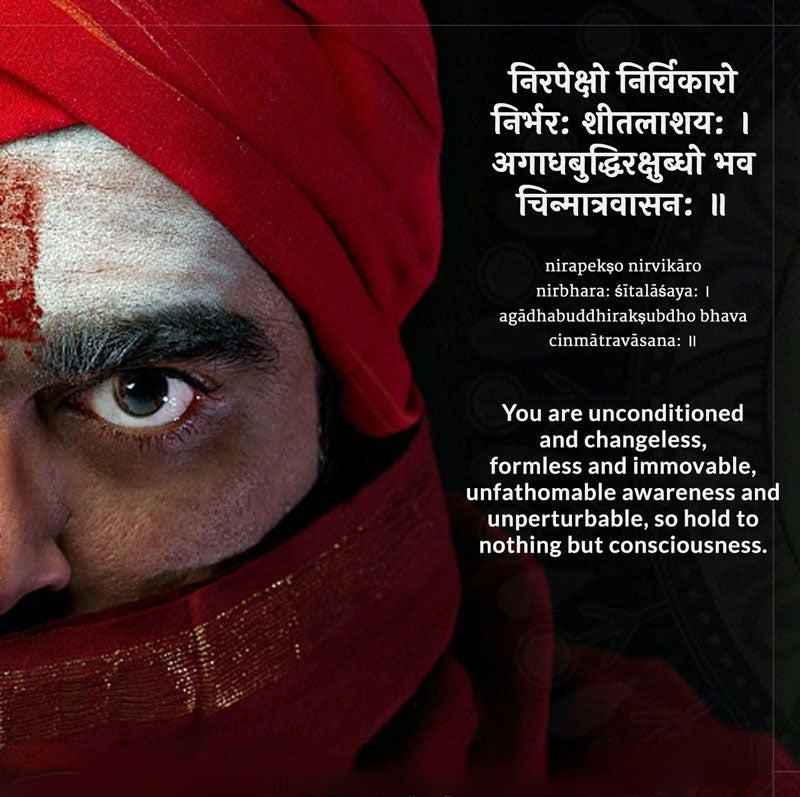 निरपेक्षो निर्विकारो
निर्भर: शीतलाशय: ।
अगाधबुद्धिरक्षुब्धो भव
चिन्मात्रवासन: ॥
nirapekṣo nirvikāro
nirbhara: śītalāśaya: ।
agādhabuddhirakṣubdho bhava
cinmātravāsana: ॥
You are unconditioned
and changeless,
formless and immovable,
unfathomable awareness and
unperturbable, so hold to
nothing but consciousness.